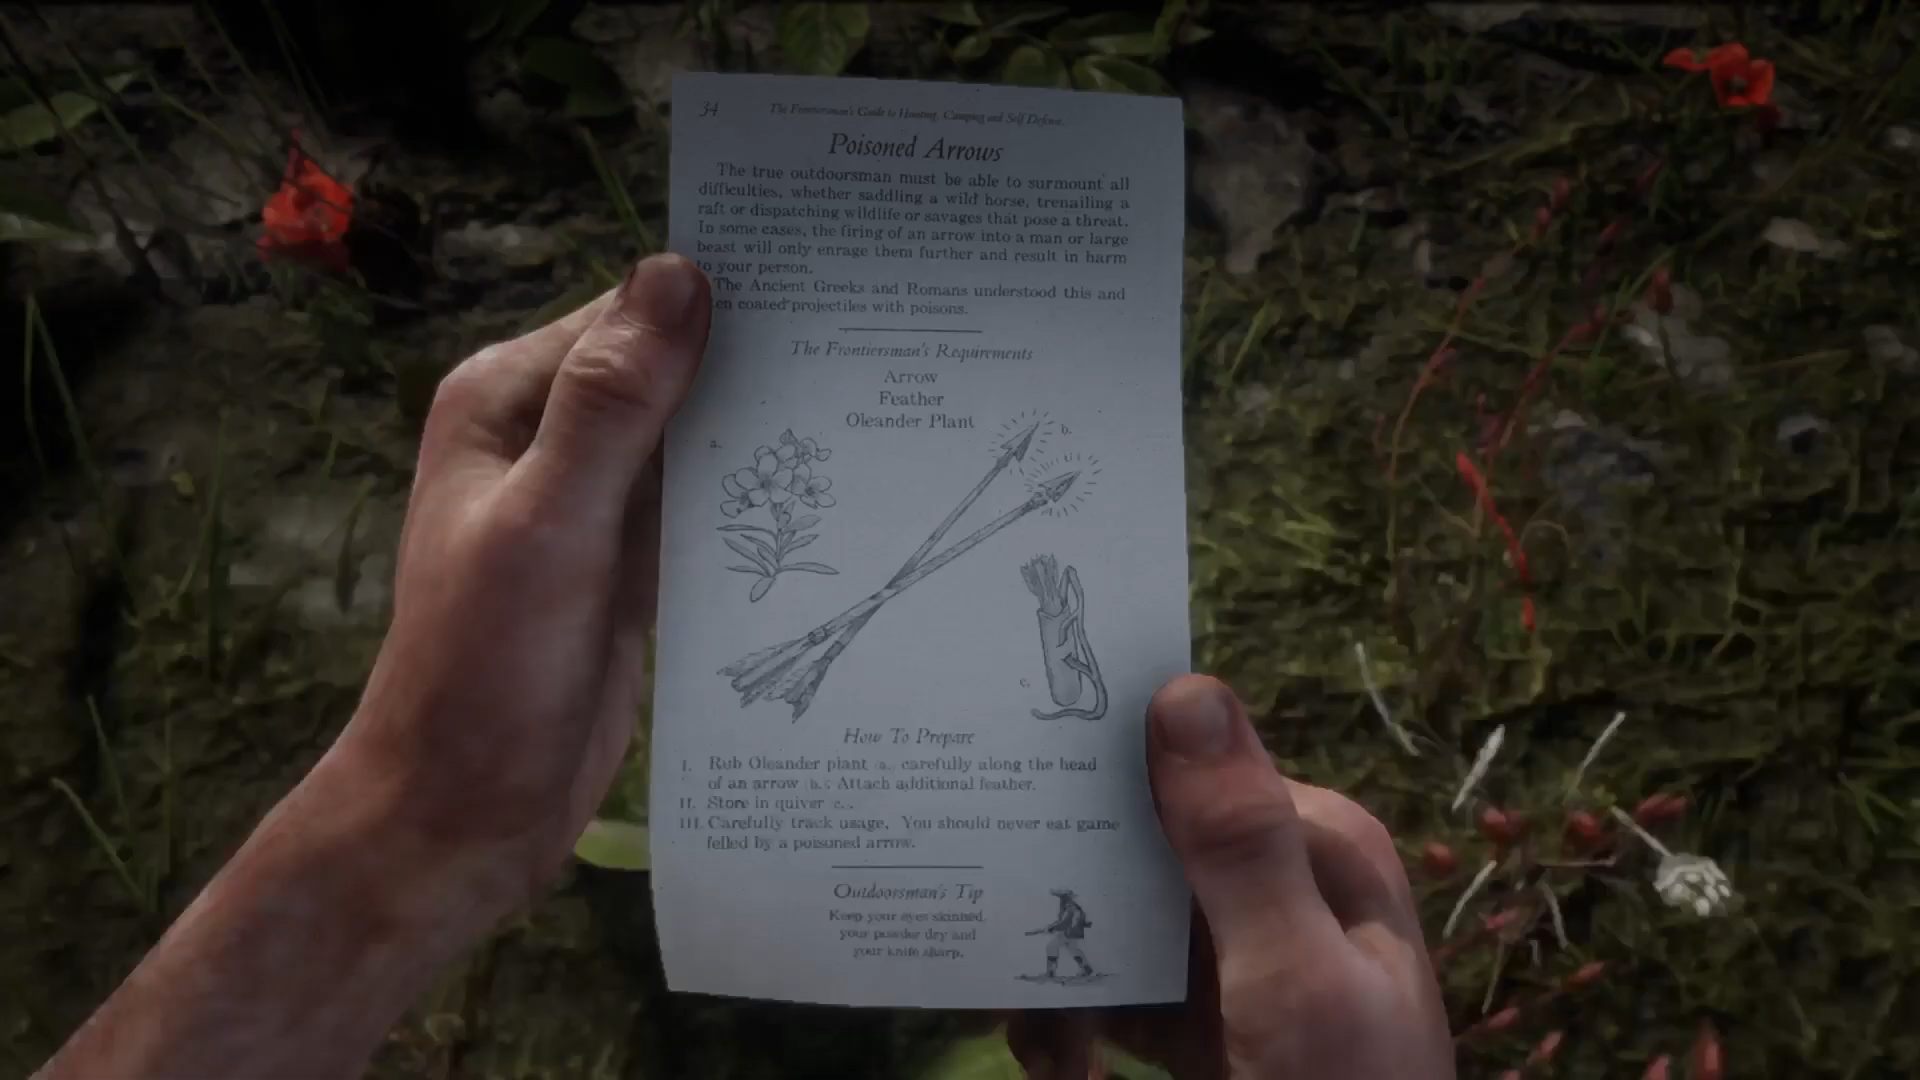 34
The Frontiersman's Guide to Hunting, Camping and Self Defense.
Poisoned Arrows
The true outdoorsman must be able to surmount all
difficulties, whether saddling a wild horse, trenailing a
raft or dispatching wildlife or savages that pose a threat.
In some cases, the firing of an arrow into a man or large
beast will only enrage them further and result in harm
to your person.
The Ancient Greeks and Romans understood this and
en coated projectiles with poisons.
The Frontiersman's Requirements
Arrow
Feather
Oleander Plant
a.
b.
c.
How To Prepare
I. Rub Oleander plant (a.) carefully along the head
of an arrow (b.); Attach additional feather.
II. Store in quiver (c.).
III. Carefully track usage. You should never eat game
felled by a poisoned arrow.
Outdoorsman's Tip
Keep your eyes skinned,
your powder dry and
your knife sharp.